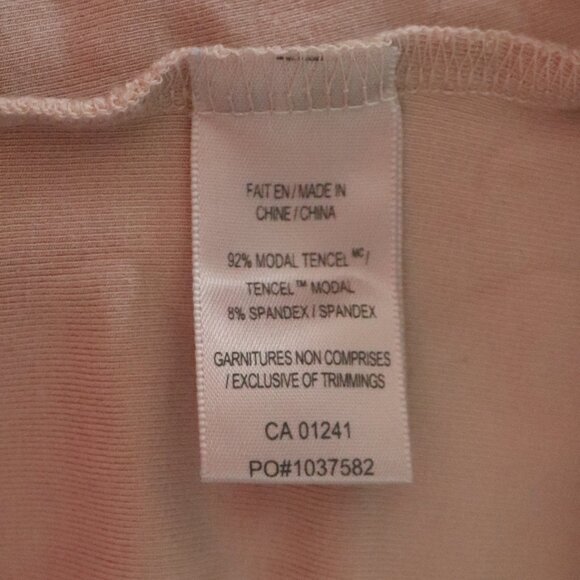 FAIT EN / MADE IN
CHINE / CHINA
92% MODAL TENCEL MC /
TENCEL™ MODAL
8% SPANDEX / SPANDEX
GARNITURES NON COMPRISES
/ EXCLUSIVE OF TRIMMINGS
CA 01241
PO#1037582